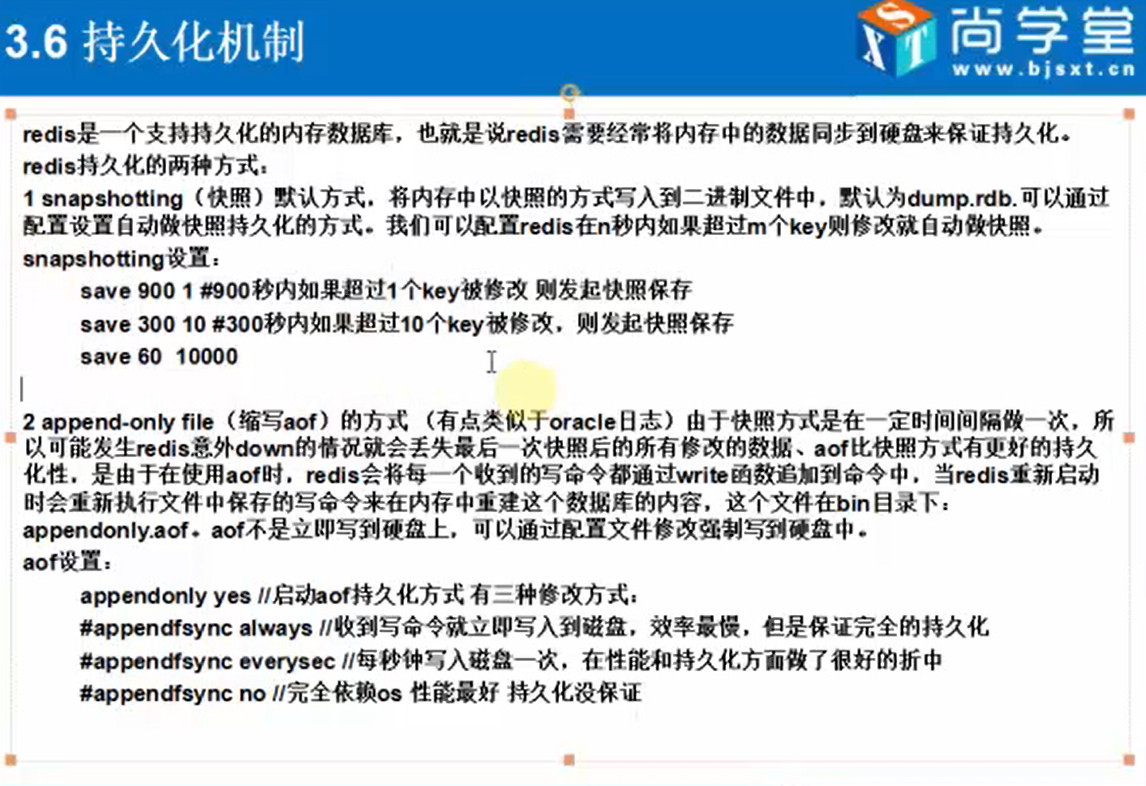 3.6 持久化机制
XST
尚学堂
www.bjsxt.cn
redis是一个支持持久化的内存数据库，也就是说redis需要经常将内存中的数据同步到硬盘来保证持久化。
redis持久化的两种方式：
1 snapshotting（快照）默认方式，将内存中以快照的方式写入到二进制文件中，默认为dump.rdb.可以通过
配置设置自动做快照持久化的方式。我们可以配置redis在n秒内如果超过m个key则修改就自动做快照。
snapshotting设置：
save 900 1 #900秒内如果超过1个key被修改 则发起快照保存
save 300 10 #300秒内如果超过10个key被修改，则发起快照保存
save 60 10000
2 append-only file（缩写aof）的方式 （有点类似于oracle日志）由于快照方式是在一定时间间隔做一次，所
以可能发生redis意外down的情况就会丢失最后一次快照后的所有修改的数据、aof比快照方式有更好的持久
化性，是由于在使用aof时，redis会将每一个收到的写命令都通过write函数追加到命令中，当redis重新启动
时会重新执行文件中保存的写命令来在内存中重建这个数据库的内容，这个文件在bin目录下：
appendonly.aof。aof不是立即写到硬盘上，可以通过配置文件修改强制写到硬盘中。
aof设置：
appendonly yes //启动aof持久化方式 有三种修改方式：
#appendfsync always //收到写命令就立即写入到磁盘，效率最慢，但是保证完全的持久化
#appendfsync everysec //每秒钟写入磁盘一次，在性能和持久化方面做了很好的折中
#appendfsync no //完全依赖os 性能最好 持久化没保证